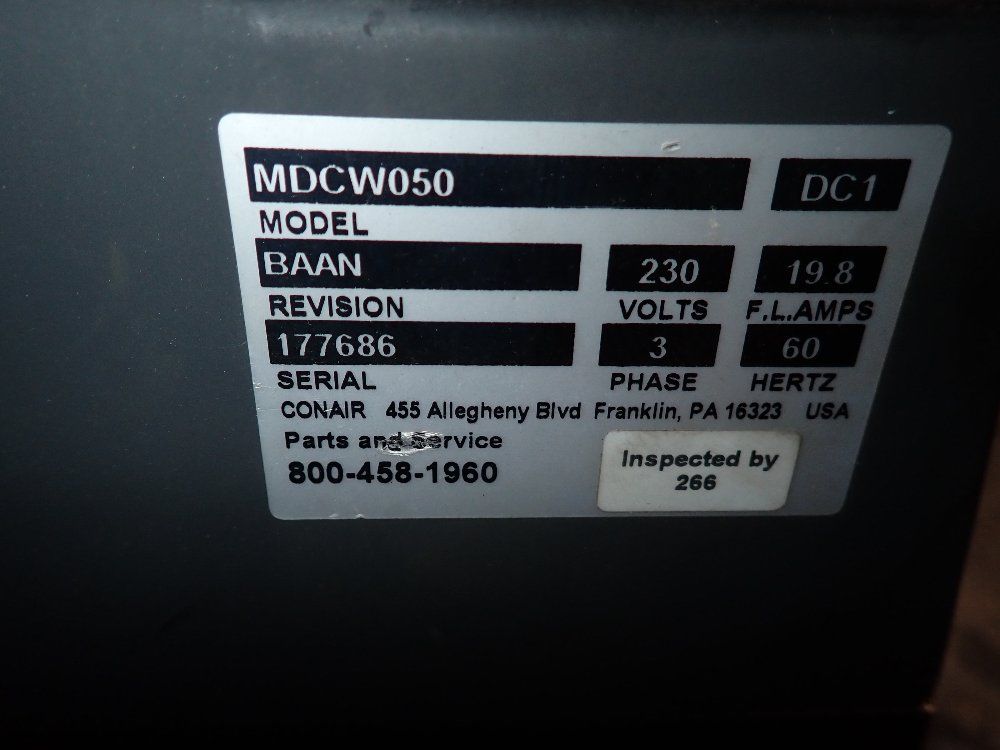 MDCW050 DC1
MODEL
BAAN 230 19.8
REVISION VOLTS F.L.AMPS
177686 3 60
SERIAL PHASE HERTZ
CONAIR 455 Allegheny Blvd Franklin, PA 16323 USA
Parts and Service
800-458-1960
Inspected by
266